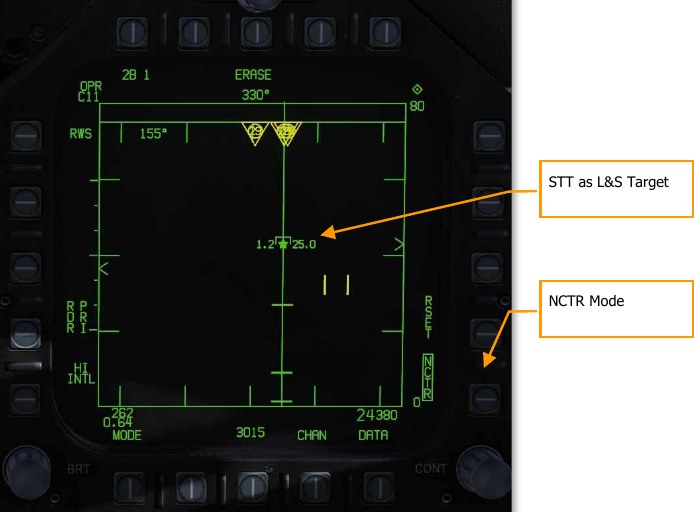 2B 1 ERASE
OPR
C11
330°
80
RWS 155°
29
STT as L&S Target
1.2 25.0
NCTR Mode
RDR
PRI
RSET
HI
INTL
NCTR
0
262
0.64
24380
MODE 3015 CHAN DATA
BRT CONT